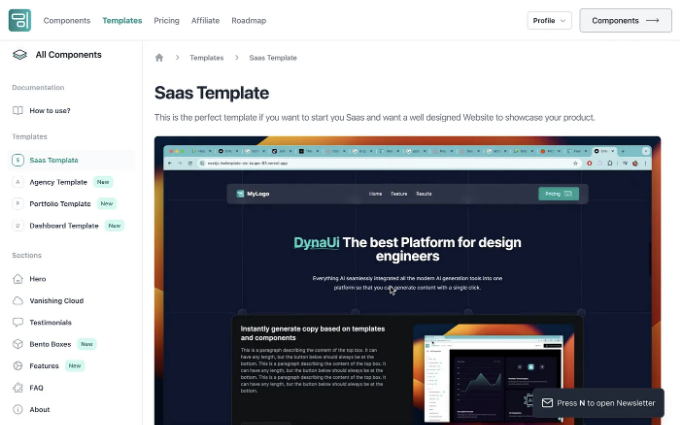 Components Templates Pricing Affiliate Roadmap Profile Components
All Components
Documentation
How to use?
Templates
S Saas Template
A Agency Template New
P Portfolio Template New
D Dashboard Template New
Sections
Hero
Vanishing Cloud
Testimonials
Bento Boxes New
Features New
FAQ
About
Templates Saas Template
Saas Template
This is the perfect template if you want to start you Saas and want a well designed Website to showcase your product.
MyLogo Home Feature Results Pricing
DynaUi The best Platform for design
engineers
Everything AI seamlessly integrated all the modern AI generation tools into one
platform so that you can generate content with a single click.
Instantly generate copy based on templates
and components
This is a paragraph describing the content of the top box. It can
have any length, but the button below should always be at the
bottom. This is a paragraph describing the content of the top box. It
can have any length, but the button below should always be at the
bottom. This is a paragraph describing the content of the top box. It
can have any length, but the button below should always be at the
bottom.
Press N to open Newsletter